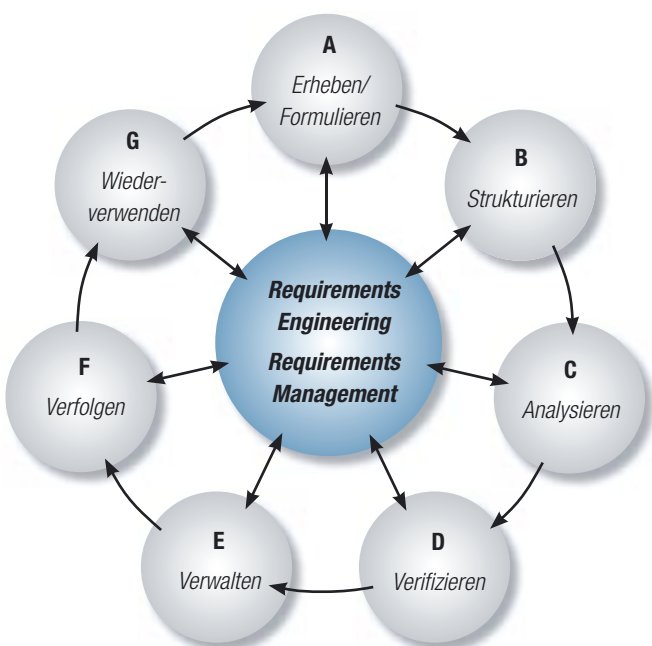 A
Erheben/
Formulieren
B
Strukturieren
C
Analysieren
D
Verifizieren
E
Verwalten
F
Verfolgen
G
Wieder-
verwenden
Requirements
Engineering
Requirements
Management